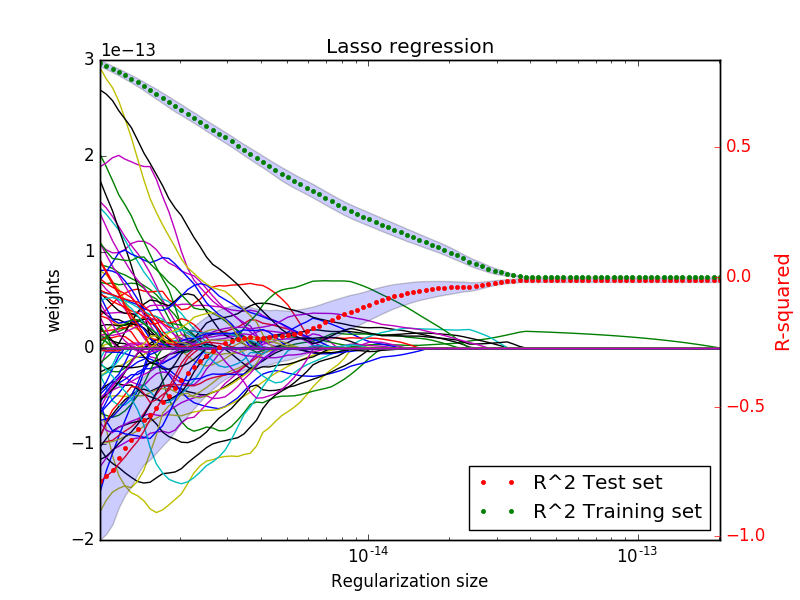 Lasso regression
1e−13
3
2
1
0
−1
−2
weights
0.5
0.0
−0.5
−1.0
R-squared
R^2 Test set
R^2 Training set
10^-14
10^-13
Regularization size